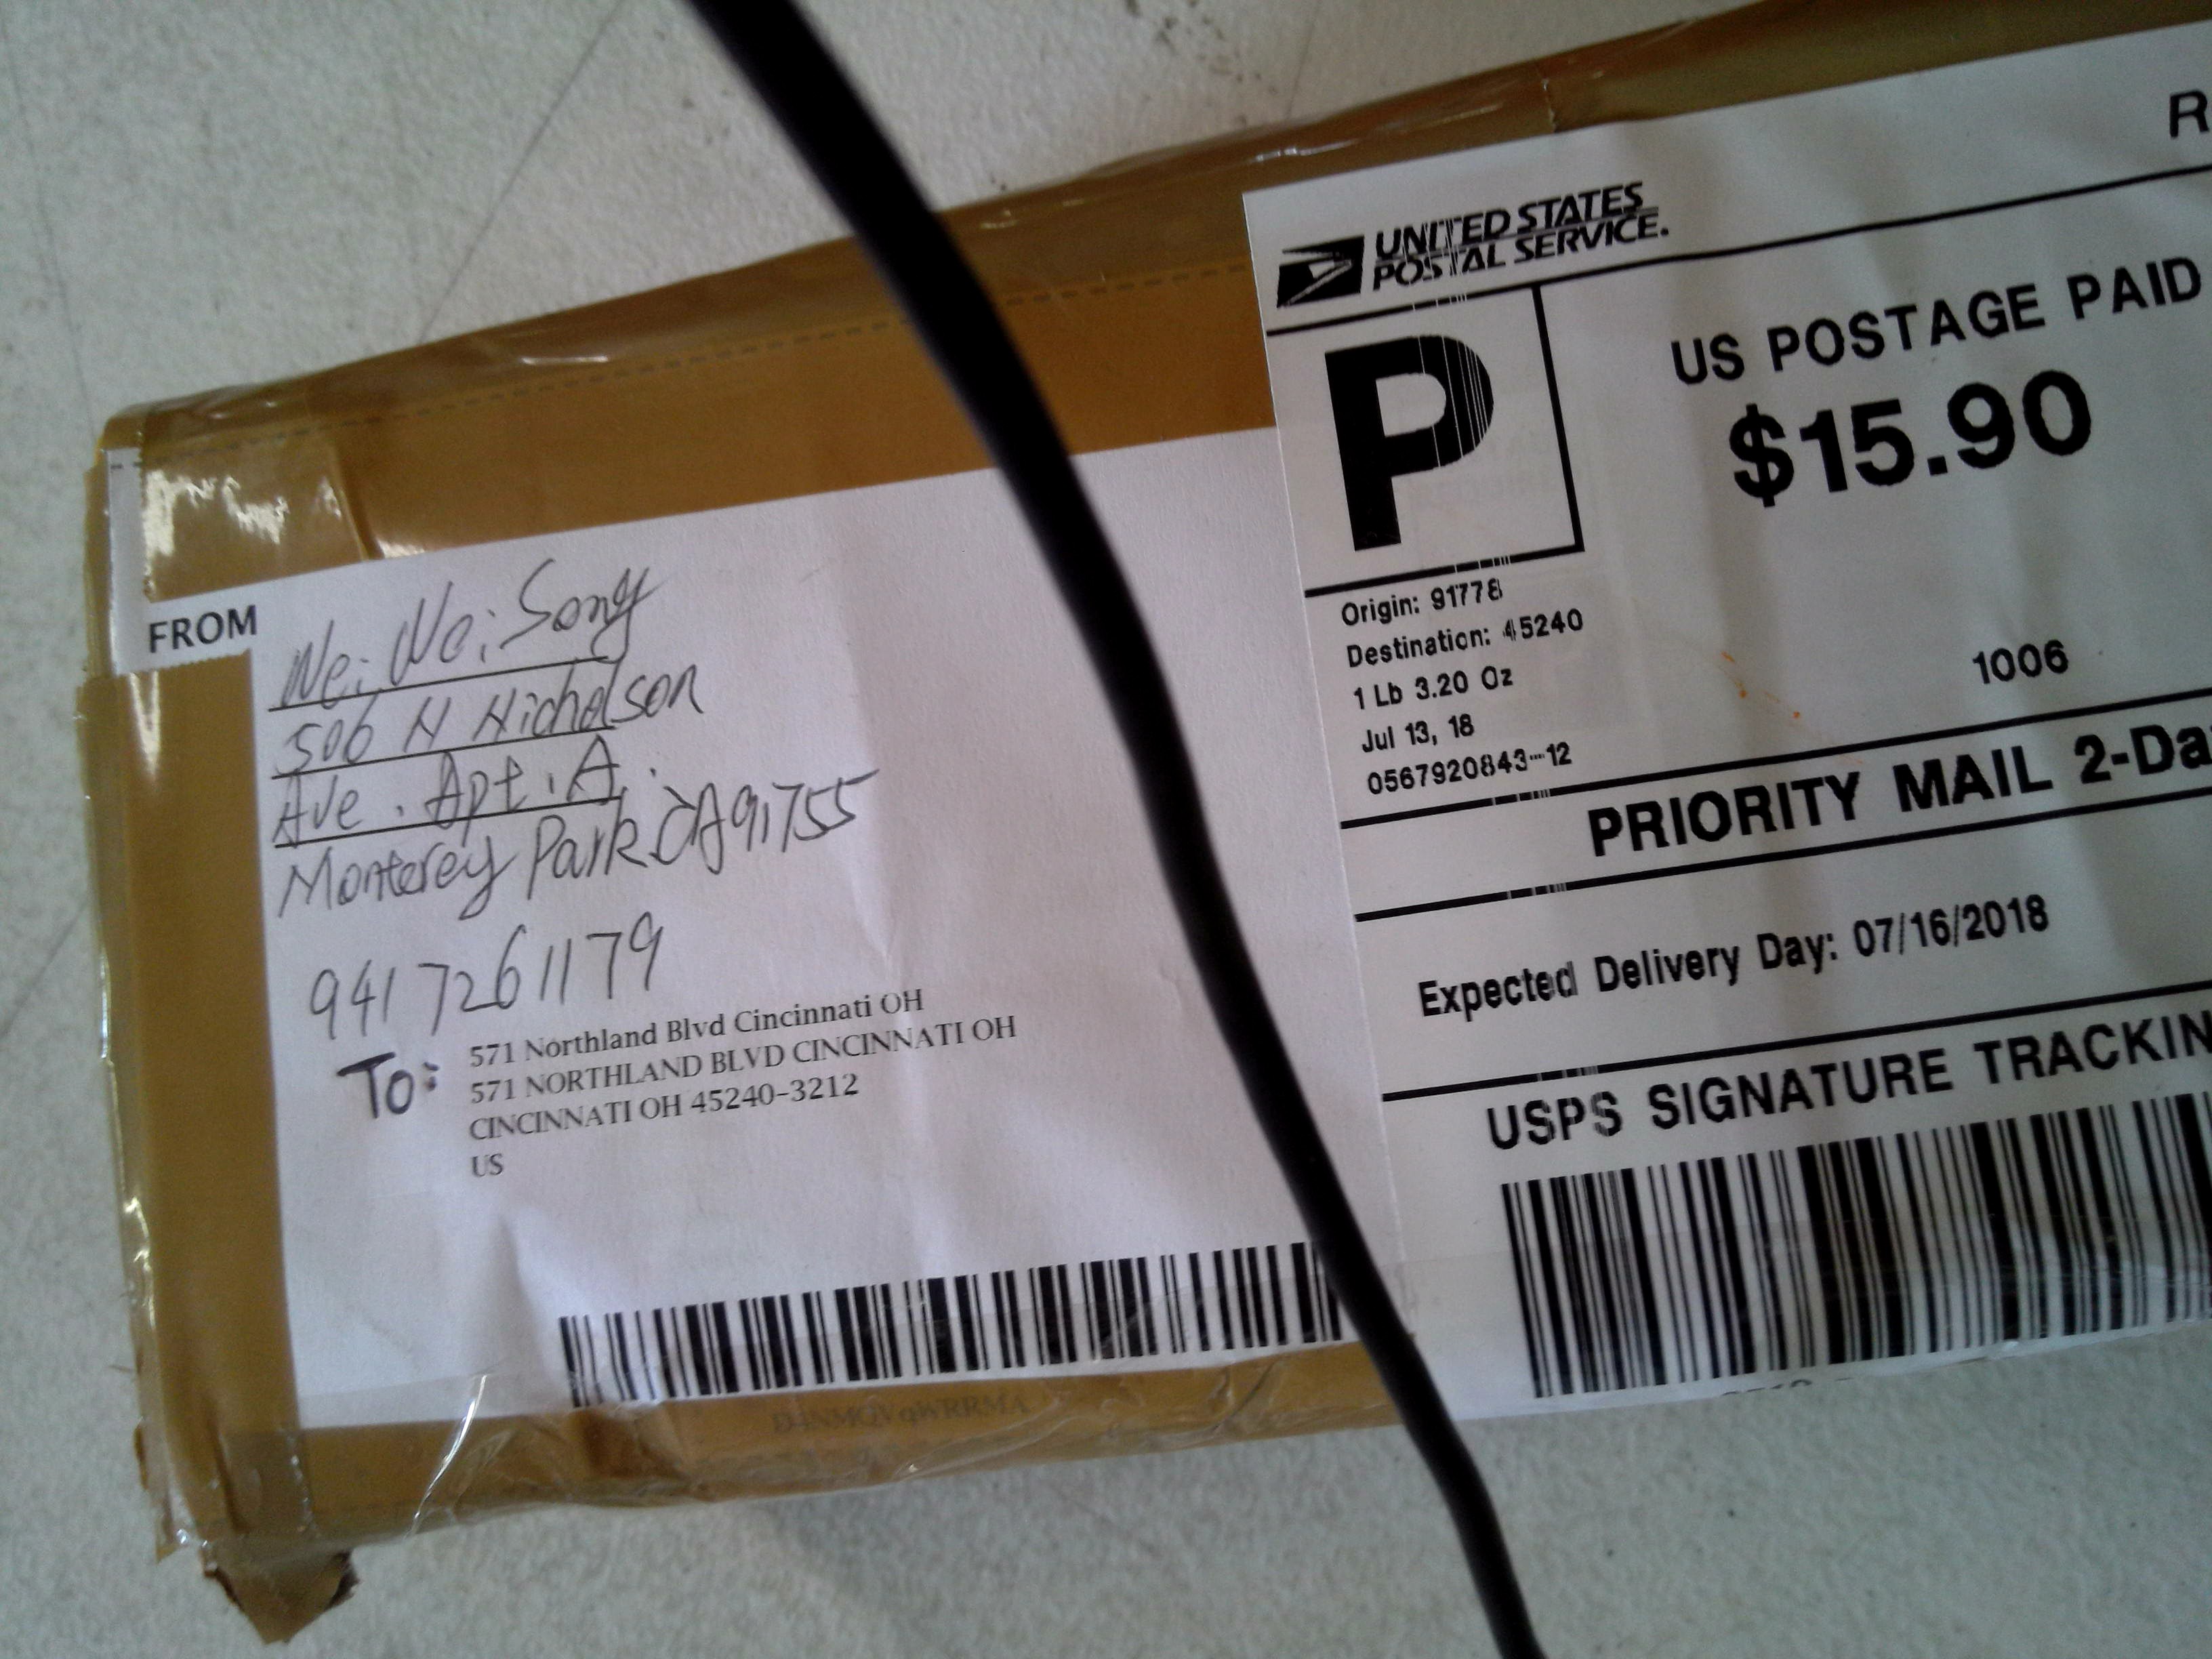 FROM
Wei Wei Song
506 N Nicholson
Ave. Apt. A.
Monterey Park CA 91755
9417261179
To:
571 Northland Blvd Cincinnati OH
571 NORTHLAND BLVD CINCINNATI OH
CINCINNATI OH 45240-3212
US
R
UNITED STATES
POSTAL SERVICE.
P
US POSTAGE PAID
$15.90
Origin: 91778
Destination: 45240
1 Lb 3.20 Oz
Jul 13, 18
0567920843-12
1006
PRIORITY MAIL 2-Da
Expected Delivery Day: 07/16/2018
USPS SIGNATURE TRACKIN